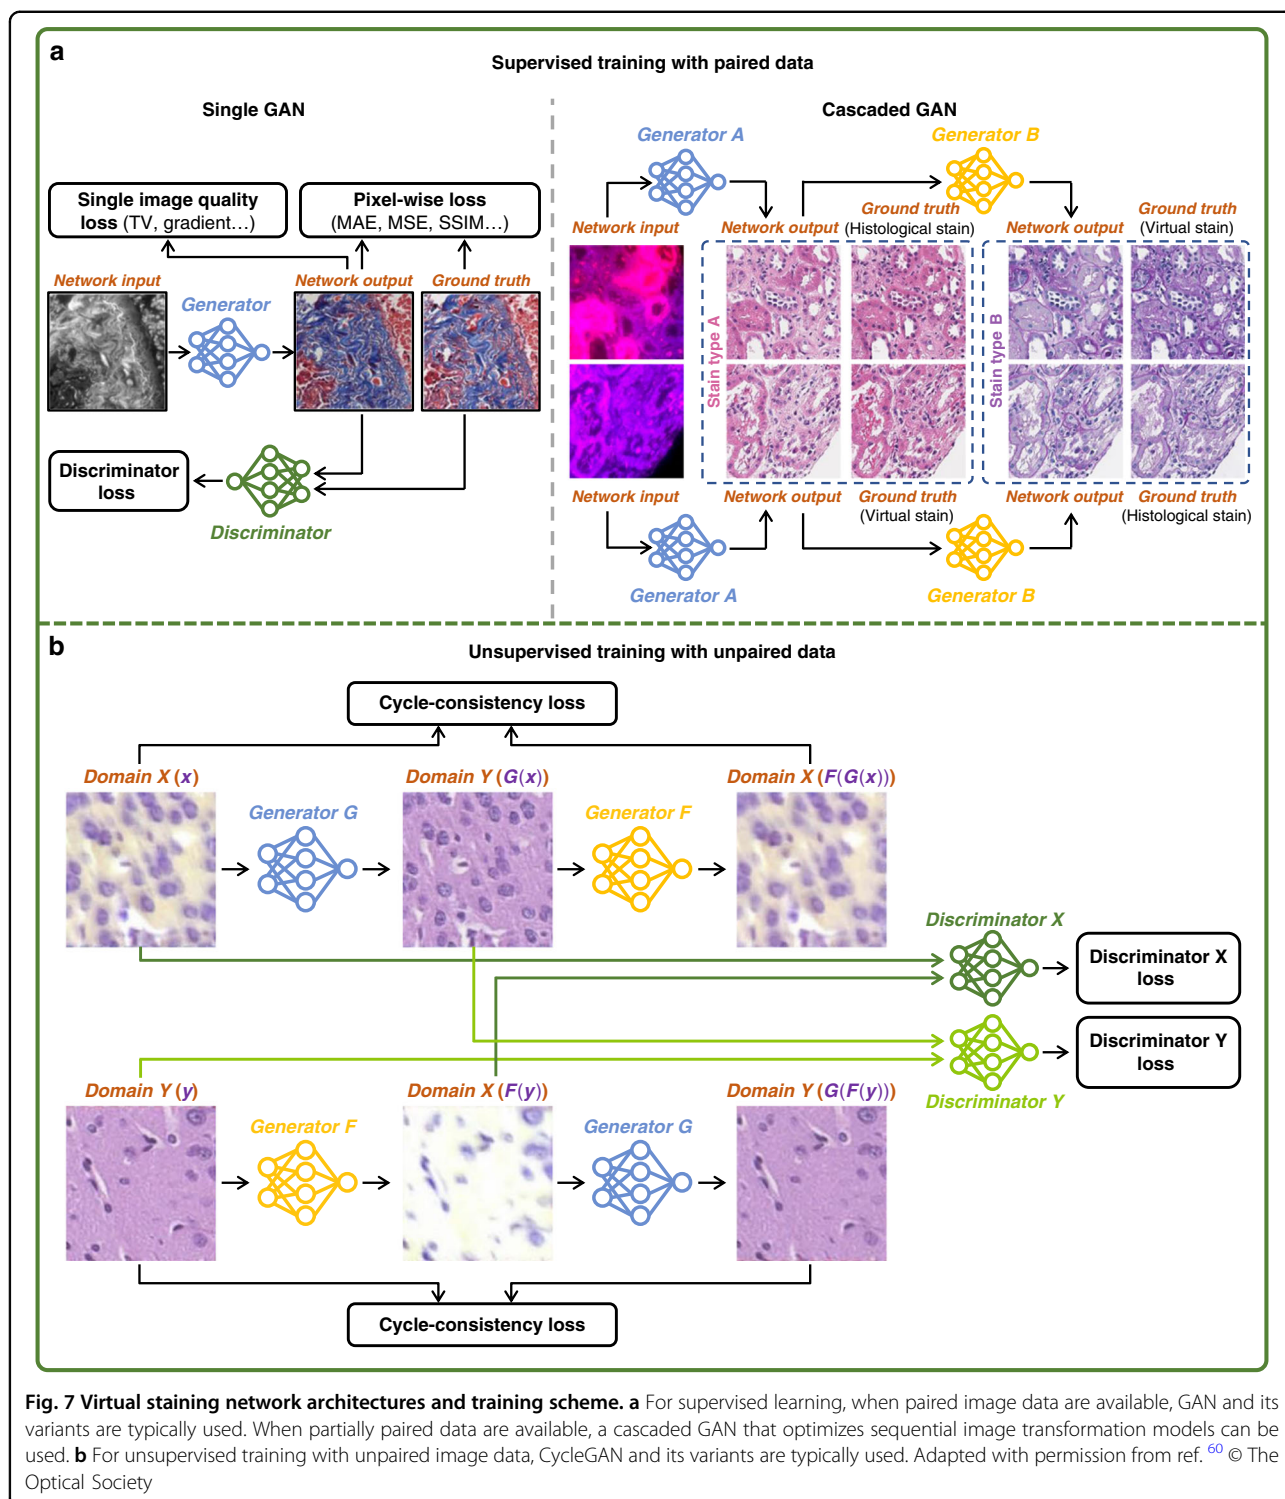 a
Supervised training with paired data
Single GAN
Single image quality
loss (TV, gradient...)
Pixel-wise loss
(MAE, MSE, SSIM...)
Network input
Generator
Network output
Ground truth
Discriminator
loss
Discriminator
Cascaded GAN
Generator A
Generator B
Network input
Network output
Ground truth
(Histological stain)
Network output
Ground truth
(Virtual stain)
Stain type A
Stain type B
Network input
Network output
Ground truth
(Virtual stain)
Network output
Ground truth
(Histological stain)
Generator A
Generator B
b
Unsupervised training with unpaired data
Cycle-consistency loss
Domain X (x)
Generator G
Domain Y (G(x))
Generator F
Domain X (F(G(x)))
Discriminator X
Discriminator X
loss
Discriminator Y
loss
Discriminator Y
Domain Y (y)
Generator F
Domain X (F(y))
Generator G
Domain Y (G(F(y)))
Cycle-consistency loss
Fig. 7 Virtual staining network architectures and training scheme. a For supervised learning, when paired image data are available, GAN and its
variants are typically used. When partially paired data are available, a cascaded GAN that optimizes sequential image transformation models can be
used. b For unsupervised training with unpaired image data, CycleGAN and its variants are typically used. Adapted with permission from ref. 60 © The
Optical Society